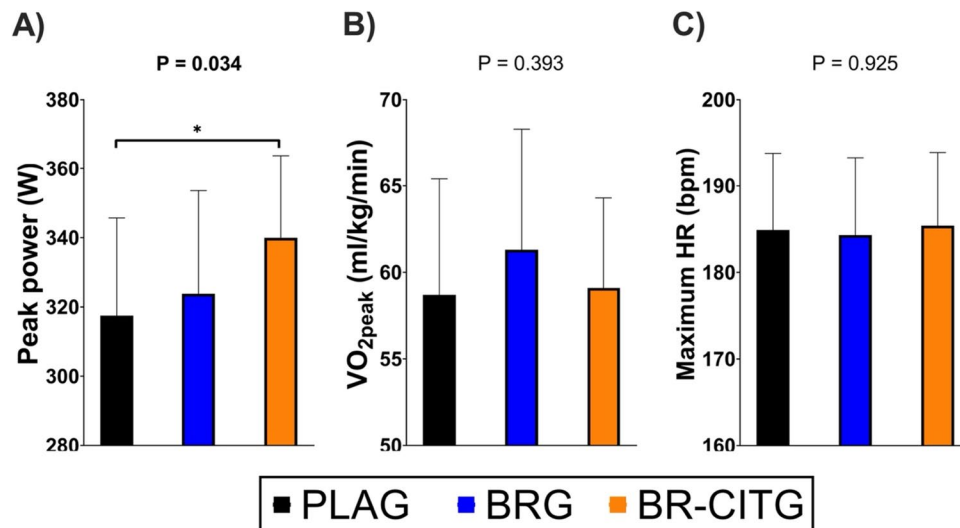 A)
P = 0.034
Peak power (W)
380
360
340
320
300
280
*
B)
P = 0.393
VO2peak (ml/kg/min)
70
65
60
55
50
C)
P = 0.925
Maximum HR (bpm)
200
190
180
170
160
PLAG BRG BR-CITG